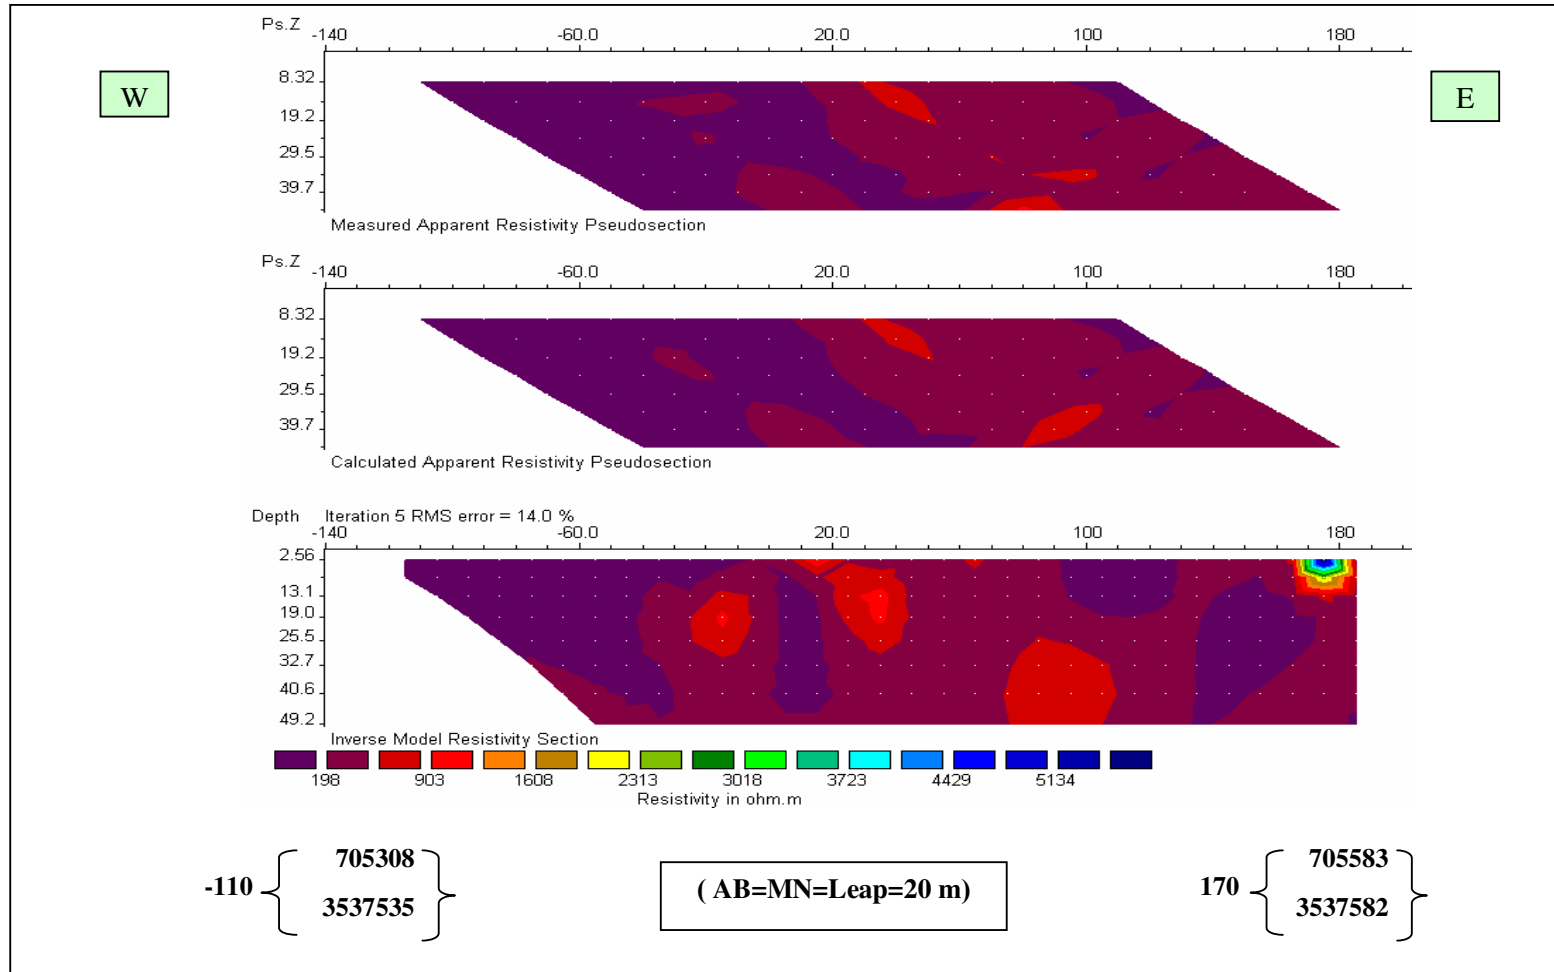 Ps.Z
-140 -60.0 20.0 100 180
W
E
8.32
19.2
29.5
39.7
Measured Apparent Resistivity Pseudosection
Ps.Z
-140 -60.0 20.0 100 180
8.32
19.2
29.5
39.7
Calculated Apparent Resistivity Pseudosection
Depth Iteration 5 RMS error = 14.0 %
-140 -60.0 20.0 100 180
2.56
13.1
19.0
25.5
32.7
40.6
49.2
Inverse Model Resistivity Section
198 903 1608 2313 3018 3723 4429 5134
Resistivity in ohm.m
-110
705308
3537535
( AB=MN=Leap=20 m)
170
705583
3537582